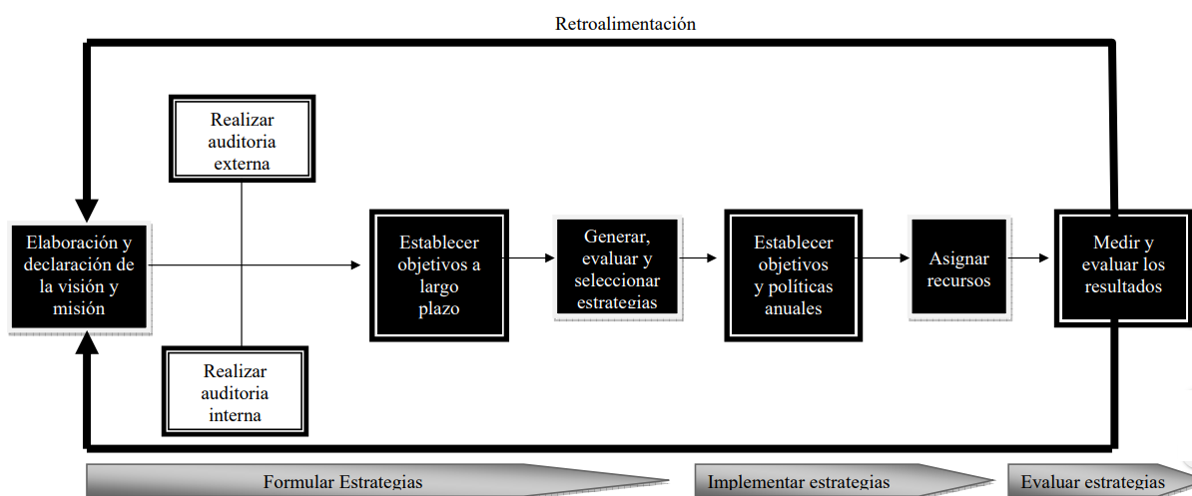 Retroalimentación
Realizar
auditoria
externa
Elaboración y
declaración de
la visión y
misión
Realizar
auditoria
interna
Establecer
objetivos a
largo
plazo
Generar,
evaluar y
seleccionar
estrategias
Establecer
objetivos
y políticas
anuales
Asignar
recursos
Medir y
evaluar los
resultados
Formular Estrategias
Implementar estrategias
Evaluar estrategias